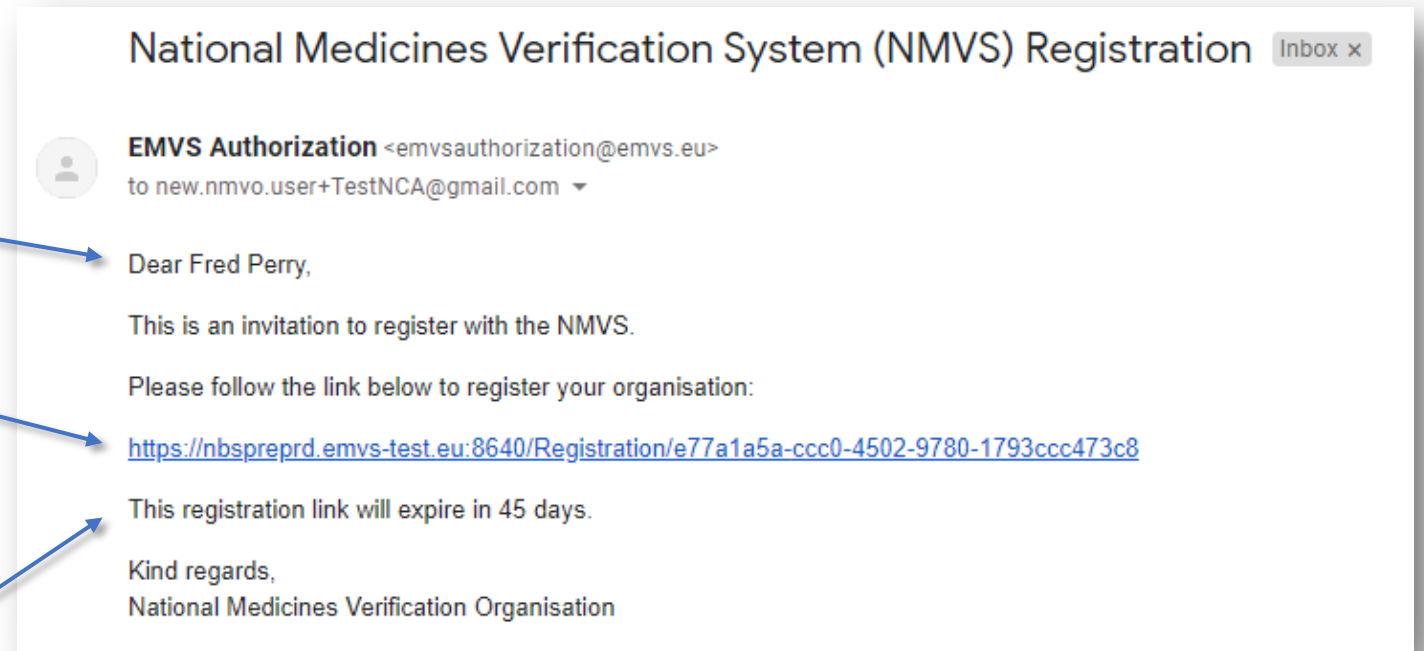 National Medicines Verification System (NMVS) Registration Inbox x
EMVS Authorization <emvsauthorization@emvs.eu>
to new.nmvo.user+TestNCA@gmail.com
Dear Fred Perry,
This is an invitation to register with the NMVS.
Please follow the link below to register your organisation:
https://nbspreprd.emvs-test.eu:8640/Registration/e77a1a5a-ccc0-4502-9780-1793ccc473c8
This registration link will expire in 45 days.
Kind regards,
National Medicines Verification Organisation